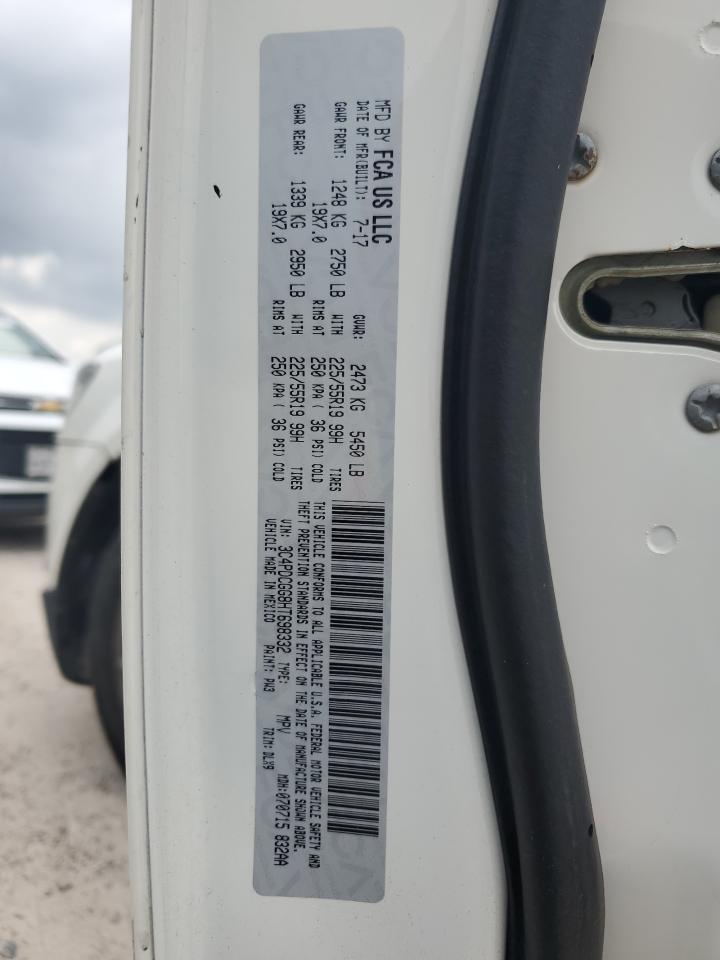 MFD BY FCA US LLC
DATE OF MFR(BUILT): 7-17 GVWR: 2473 KG 5450 LB
GAWR FRONT: 1248 KG 2750 LB WITH 225/55R19 99H TIRES
19X7.0 RIMS AT 250 KPA ( 36 PSI) COLD
GAWR REAR: 1339 KG 2950 LB WITH 225/55R19 99H TIRES
19X7.0 RIMS AT 250 KPA ( 36 PSI) COLD
THIS VEHICLE CONFORMS TO ALL APPLICABLE U.S.A. FEDERAL MOTOR VEHICLE SAFETY AND
THEFT PREVENTION STANDARDS IN EFFECT ON THE DATE OF MANUFACTURE SHOWN ABOVE.
VIN: 3C4PDCGG8HT698332 TYPE: MPV MDH:070715 832AA
VEHICLE MADE IN MEXICO PAINT: PW3 TRIM: DLX9